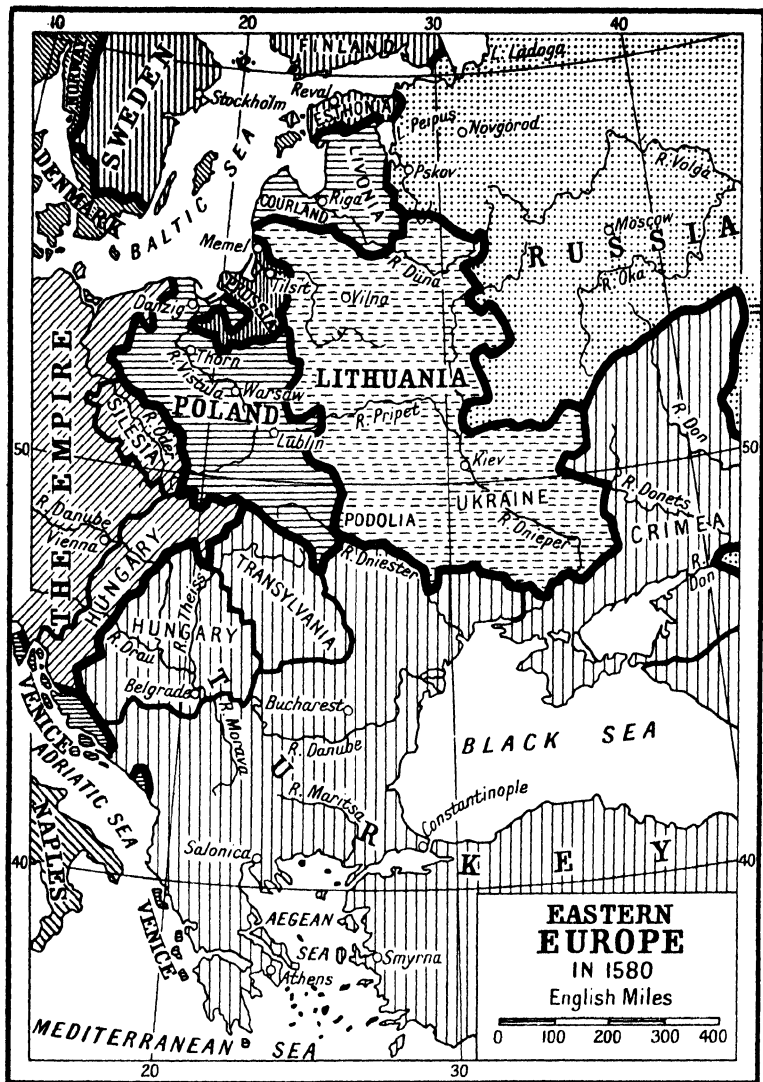 10 20 30 40
NORWAY
SWEDEN
FINLAND
L. Ladoga
Stockholm
Reval
ESTHONIA
L. Peipus
Novgorod
DENMARK
BALTIC SEA
LIVONIA
Pskov
R. Volga
COURLAND
Riga
Moscow
RUSSIA
Memel
R. Düna
R. Oka
Tilsit
PRUSSIA
Danzig
Vilna
Thorn
R. Vistula
Warsaw
LITHUANIA
POLAND
R. Pripet
THE EMPIRE
SILESIA
R. Oder
Lublin
R. Don
50
50
Kiev
UKRAINE
R. Donets
R. Danube
Vienna
PODOLIA
R. Dnieper
CRIMEA
HUNGARY
R. Dniester
R. Don
TRANSYLVANIA
R. Theiss
HUNGARY
R. Drau
VENICE
Belgrade
Bucharest
R. Morava
R. Danube
BLACK SEA
ADRIATIC SEA
R. Maritsa
Constantinople
TURKEY
NAPLES
Salonica
40
40
VENICE
AEGEAN
SEA
Smyrna
Athens
MEDITERRANEAN SEA
20
30
EASTERN
EUROPE
IN 1580
English Miles
0 100 200 300 400